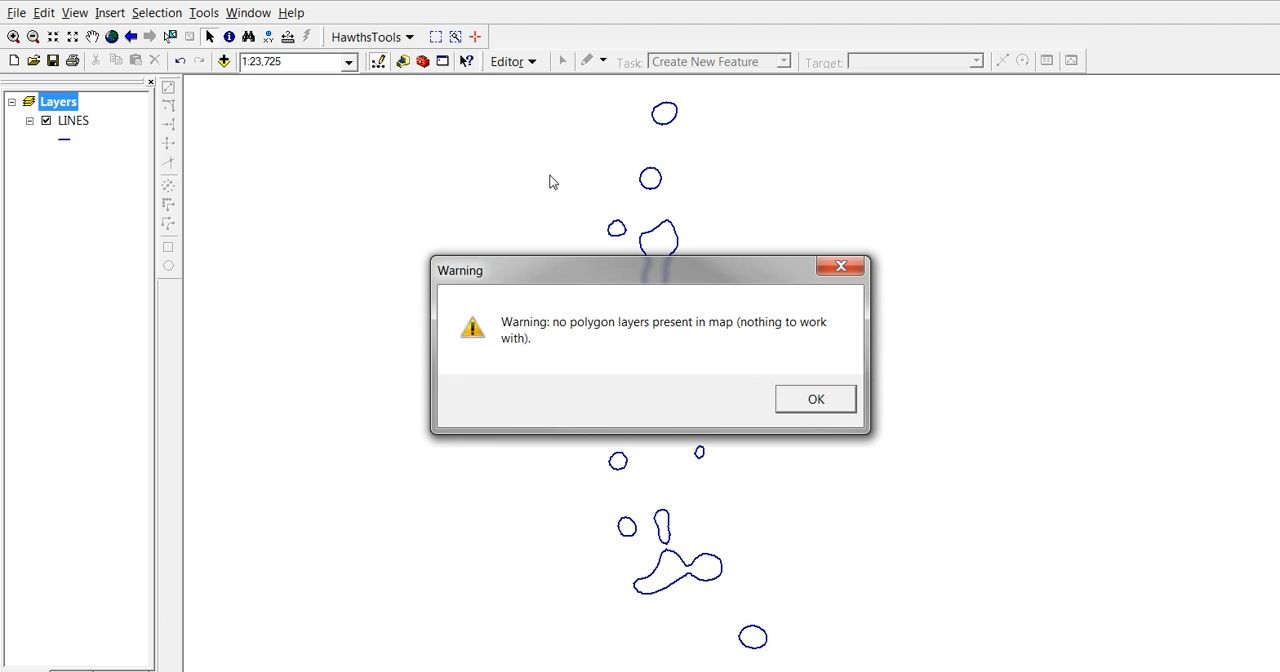 File Edit View Insert Selection Tools Window Help
HawthsTools
1:23,725 Editor Task: Create New Feature Target:
Layers
LINES
Warning
Warning: no polygon layers present in map (nothing to work
with).
OK